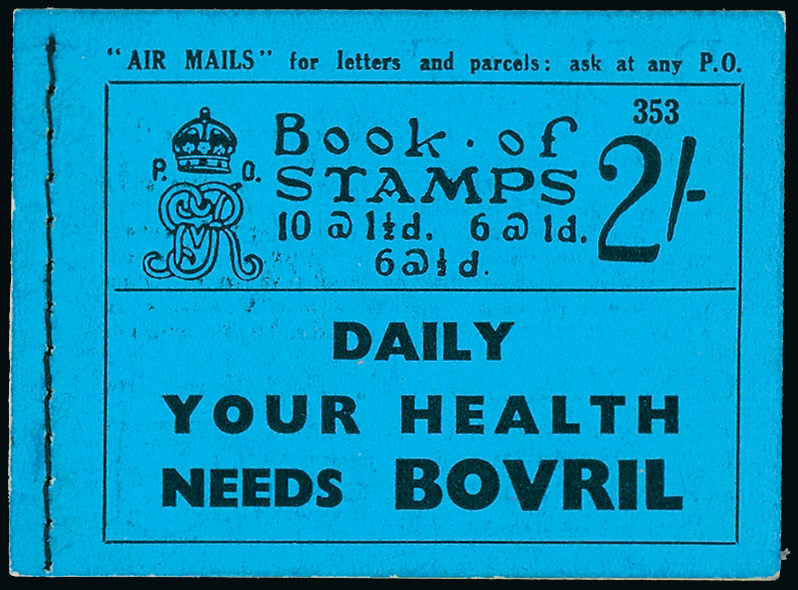 "AIR MAILS" for letters and parcels: ask at any P.O.
353
P. O.
Book · of
STAMPS
2/-
10 @ 1½d. 6 @ 1d.
6 @ ½d.
DAILY
YOUR HEALTH
NEEDS BOVRIL